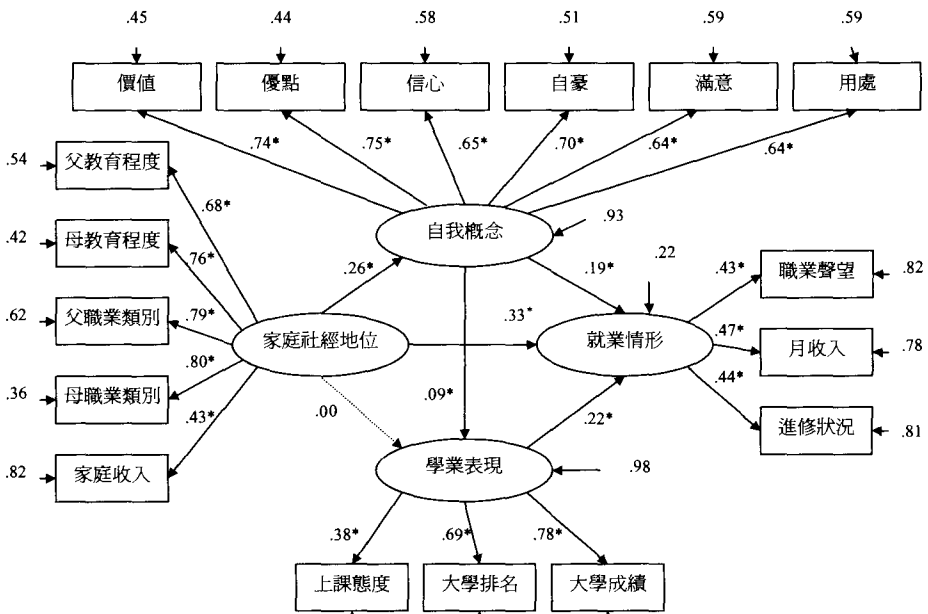 .45 .44 .58 .51 .59 .59
價值 優點 信心 自豪 滿意 用處
.74* .75* .65* .70* .64* .64*
.54 父教育程度
.68*
自我概念 .93
.42 母教育程度
.76* .26* .19* .22 .43* 職業聲望 .82
.62 父職業類別
.79* 家庭社經地位 .33* 就業情形 .47* 月收入 .78
.80* .44*
.36 母職業類別
.00 .09* .22*
.43* 進修狀況 .81
.82 家庭收入
學業表現 .98
.38* .69* .78*
上課態度 大學排名 大學成績